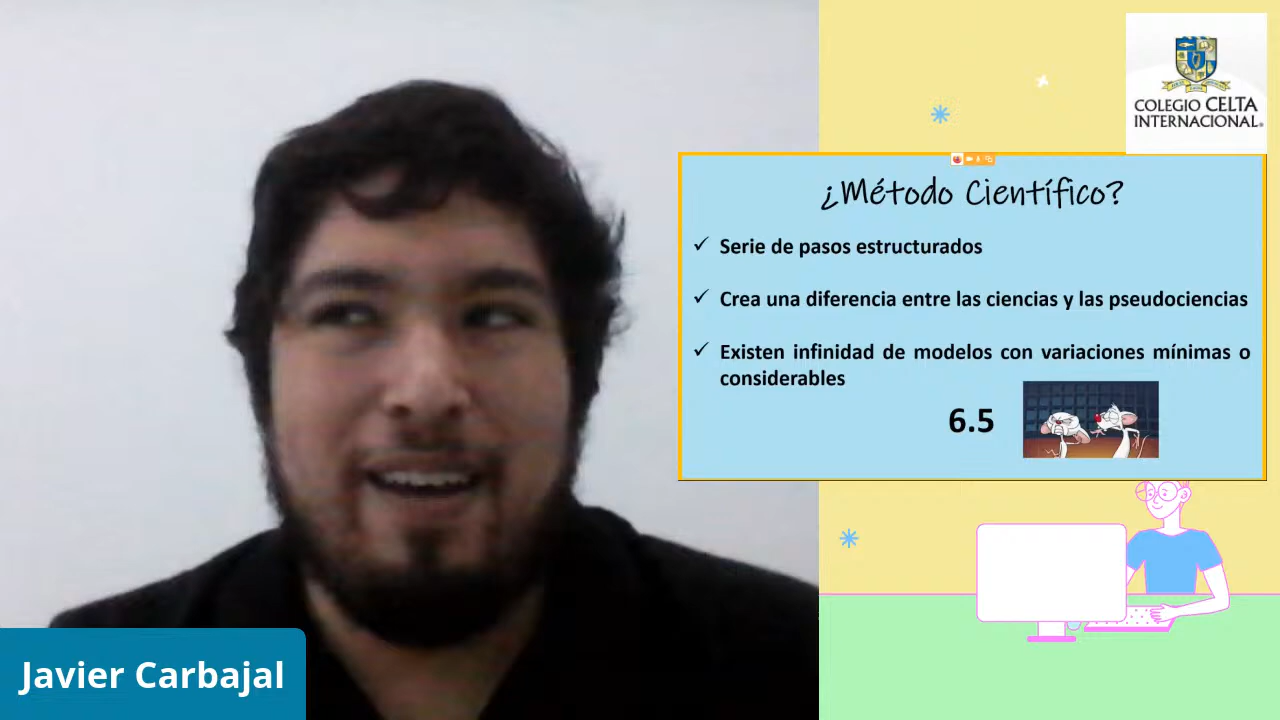 COLEGIO CELTA
INTERNACIONAL®
¿Método Científico?
✓ Serie de pasos estructurados
✓ Crea una diferencia entre las ciencias y las pseudociencias
✓ Existen infinidad de modelos con variaciones mínimas o
considerables
6.5
Javier Carbajal